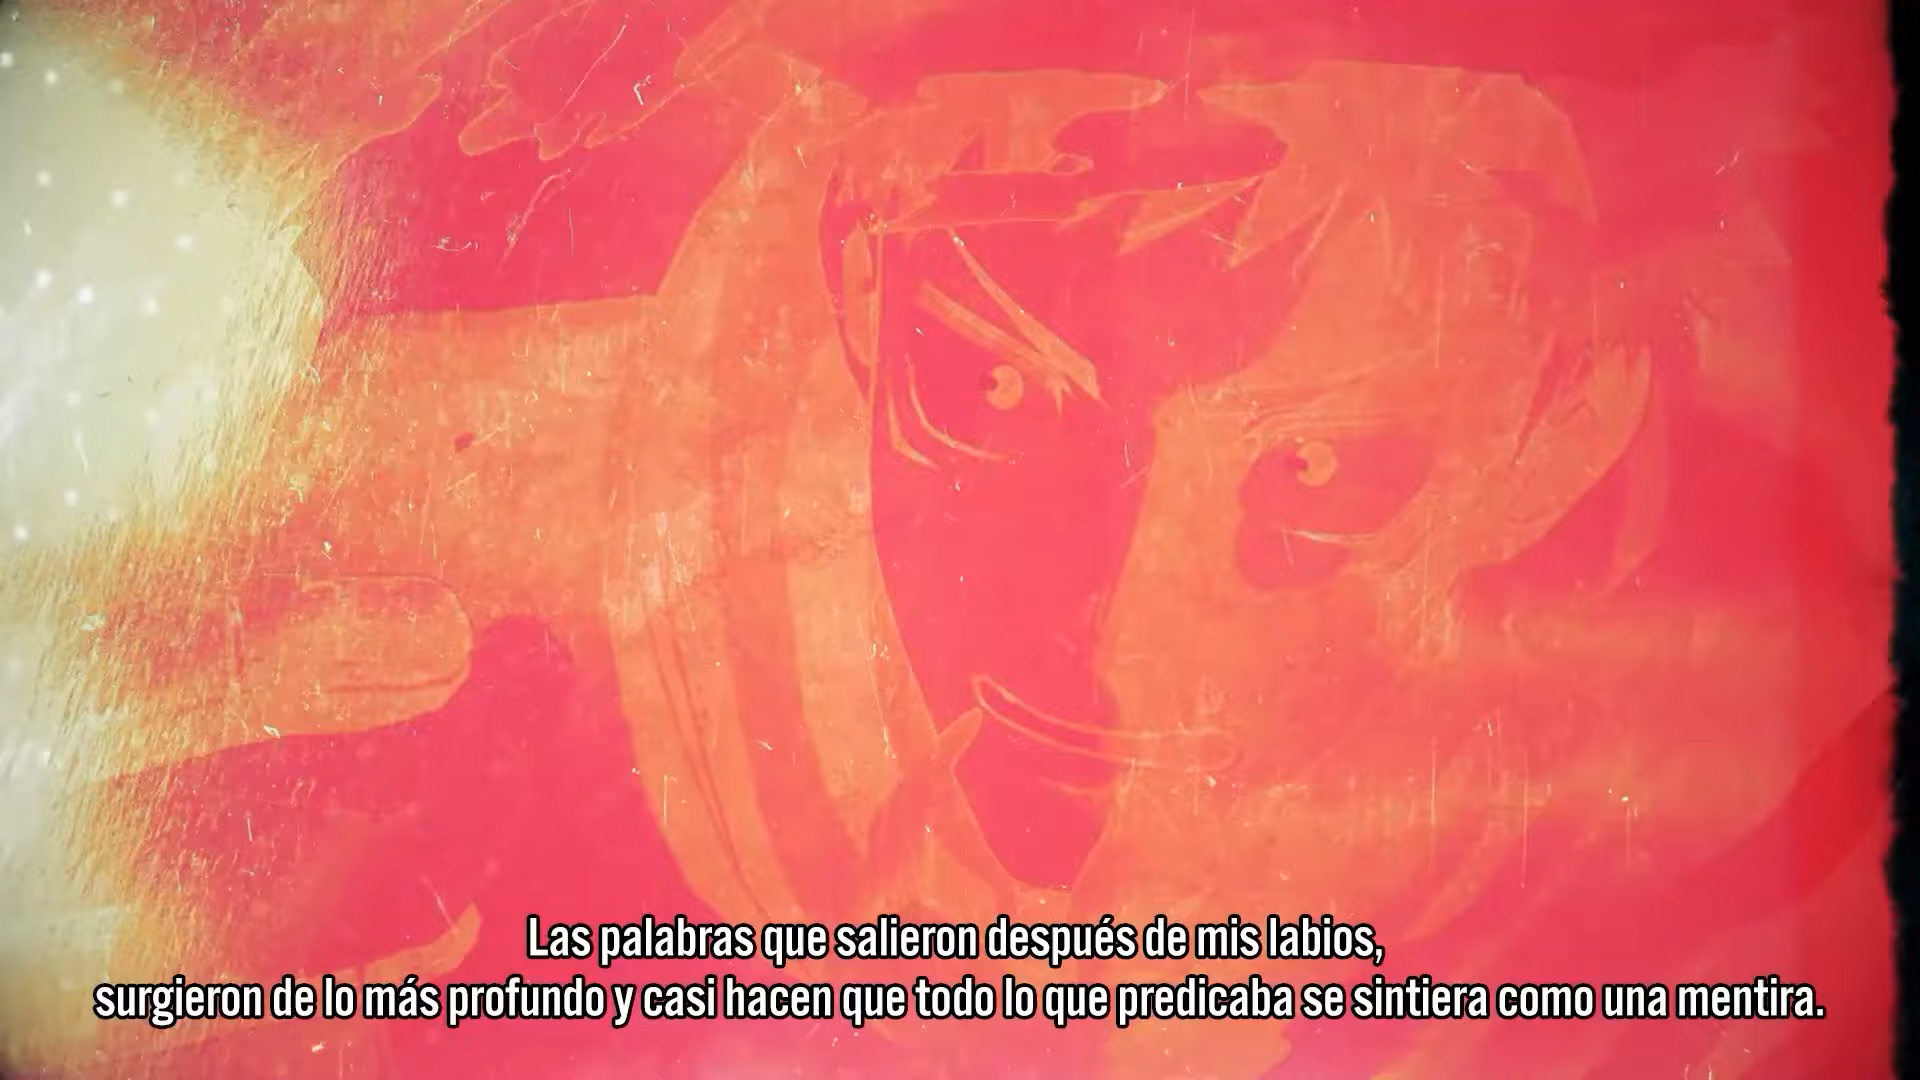 Las palabras que salieron después de mis labios,
surgieron de lo más profundo y casi hacen que todo lo que predicaba se sintiera como una mentira.